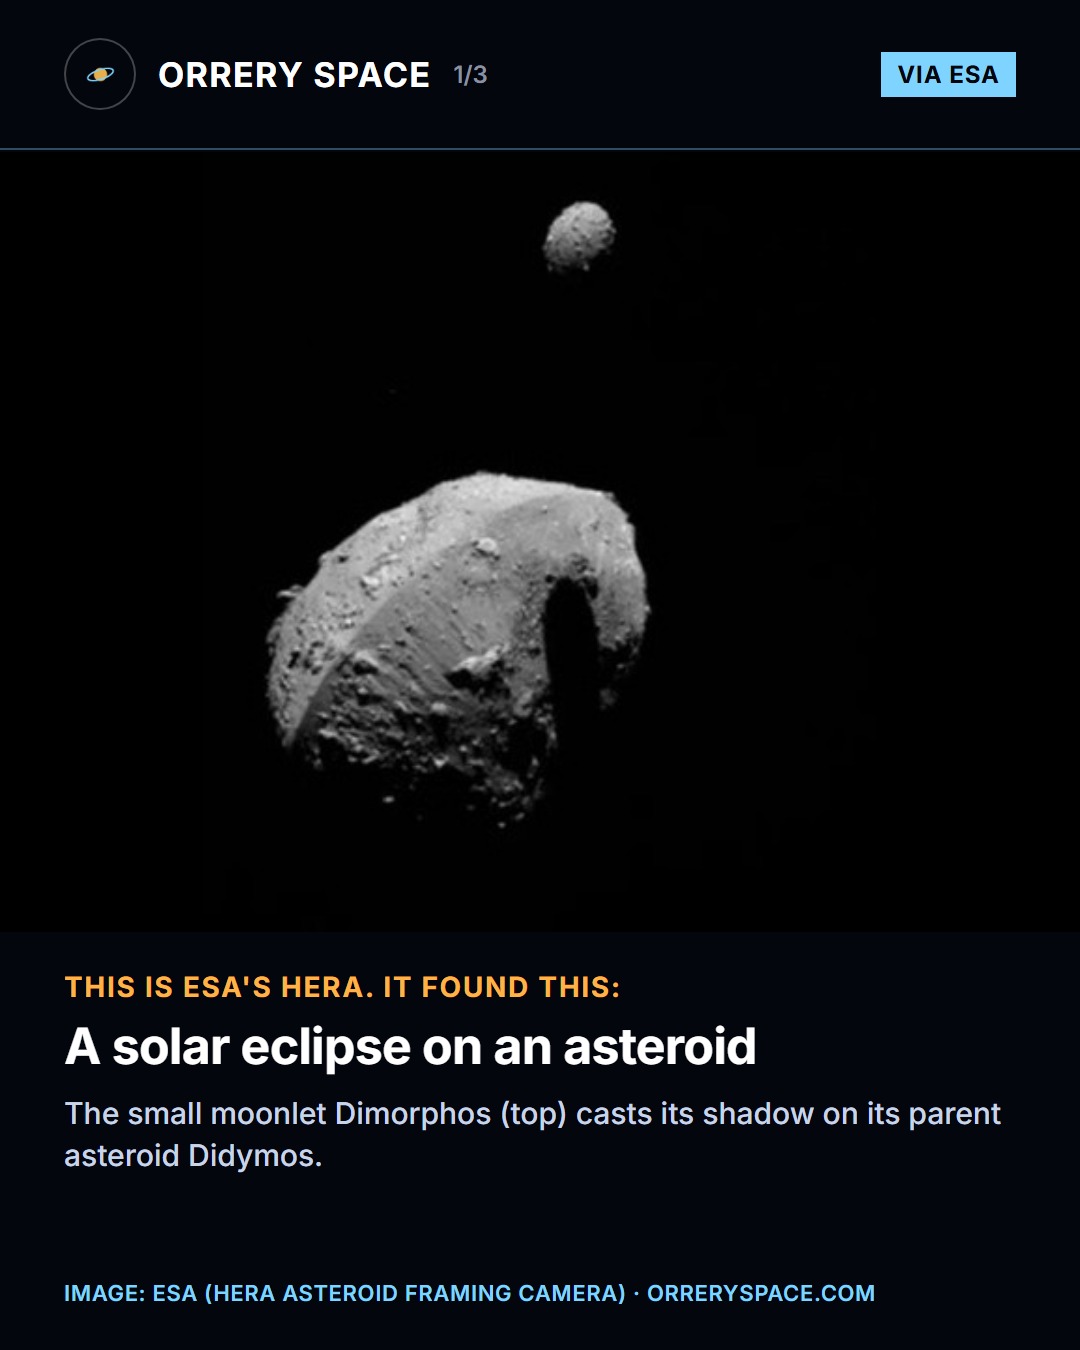 ORRERY SPACE 1/3
VIA ESA
THIS IS ESA'S HERA. IT FOUND THIS:
A solar eclipse on an asteroid
The small moonlet Dimorphos (top) casts its shadow on its parent
asteroid Didymos.
IMAGE: ESA (HERA ASTEROID FRAMING CAMERA) · ORRERYSPACE.COM